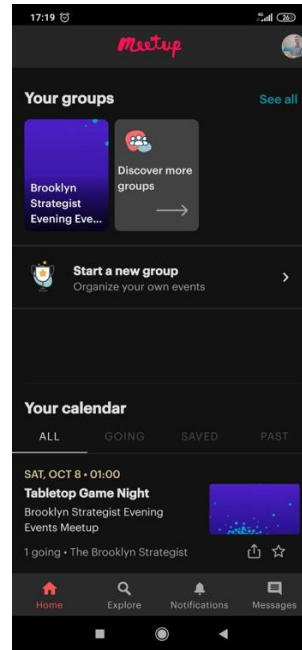 17:19
meetup
Your groups
See all
Brooklyn
Strategist
Evening Eve...
Discover more
groups
Start a new group
Organize your own events
Your calendar
ALL GOING SAVED PAST
SAT, OCT 8 • 01:00
Tabletop Game Night
Brooklyn Strategist Evening
Events Meetup
1 going • The Brooklyn Strategist
Home Explore Notifications Messages